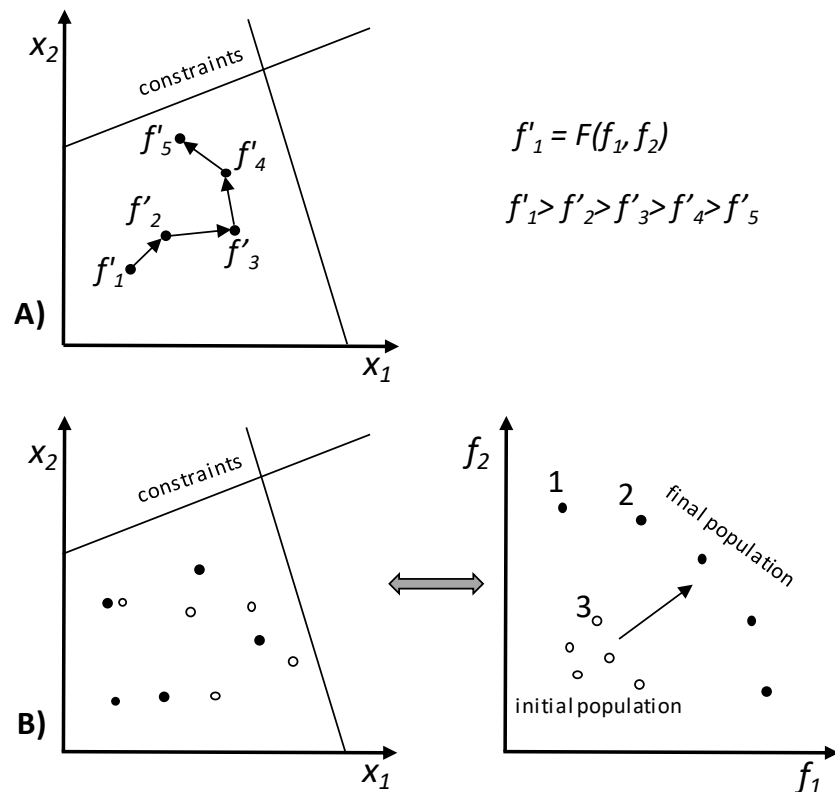 x2
constraints
f'5
f'4
f'2
f'3
f'1
A)
x1
f'1 = F(f1, f2)
f'1> f'2> f'3> f'4> f'5
x2
constraints
B)
x1
f2
1
2
final population
3
initial population
f1